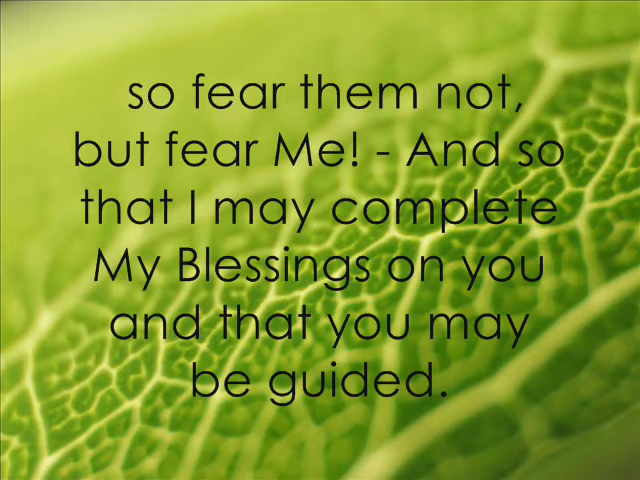 so fear them not,
but fear Me! - And so
that I may complete
My Blessings on you
and that you may
be guided.